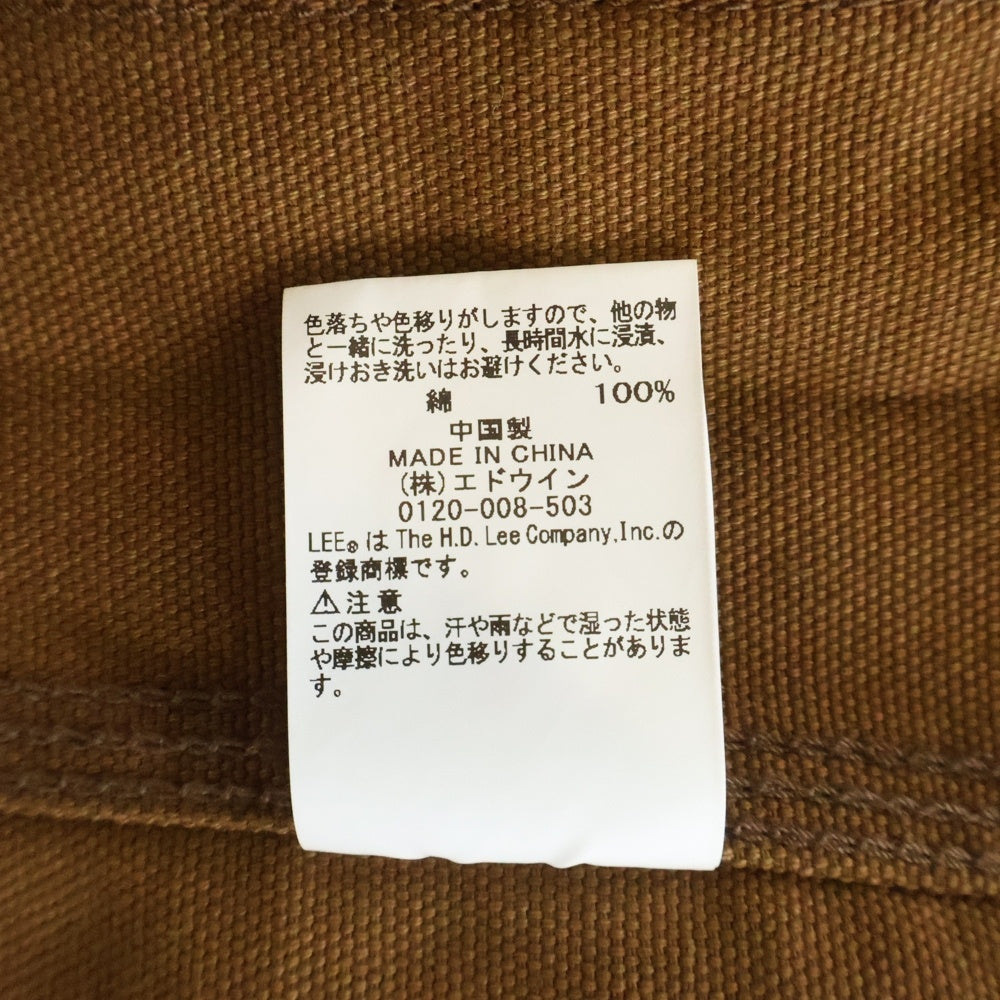 色落ちや色移りがしますので、他の物
と一緒に洗ったり、長時間水に浸漬、
浸けおき洗いはお避けください。
綿 100%
中国製
MADE IN CHINA
(株)エドウイン
0120-008-503
LEE® は The H.D. Lee Company,Inc.の
登録商標です。
⚠注意
この商品は、汗や雨などで湿った状態
や摩擦により色移りすることがありま
す。